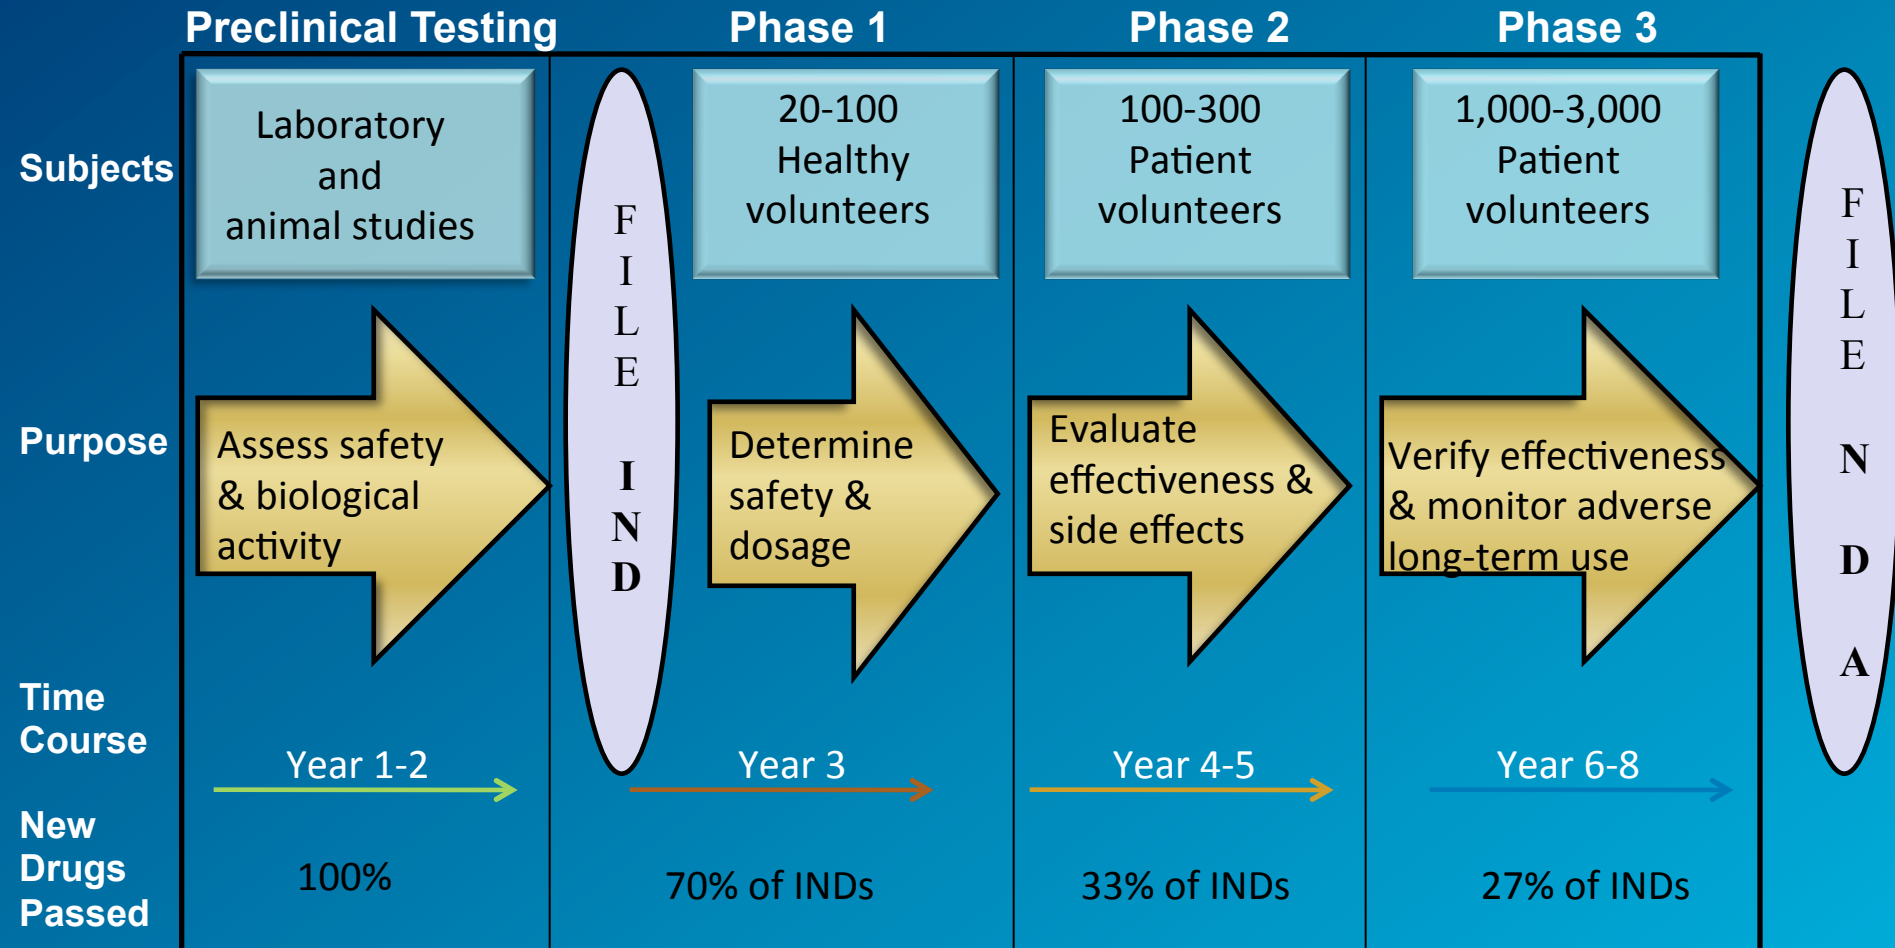 Preclinical Testing
Phase 1
Phase 2
Phase 3
Subjects
Laboratory
and
animal studies
F
I
L
E
I
N
D
20-100
Healthy
volunteers
100-300
Patient
volunteers
1,000-3,000
Patient
volunteers
F
I
L
E
N
D
A
Purpose
Assess safety
& biological
activity
Determine
safety &
dosage
Evaluate
effectiveness &
side effects
Verify effectiveness
& monitor adverse
long-term use
Time
Course
Year 1-2
Year 3
Year 4-5
Year 6-8
New
Drugs
Passed
100%
70% of INDs
33% of INDs
27% of INDs